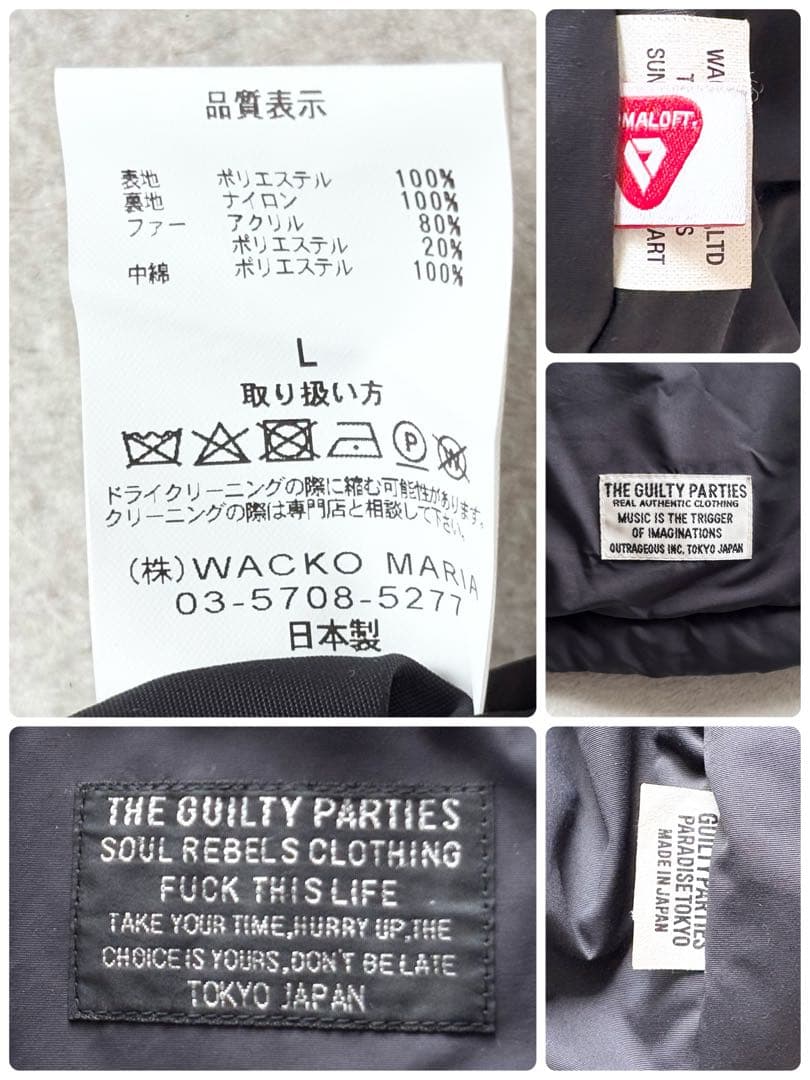 品質表示
表地 ポリエステル 100%
裏地 ナイロン 100%
ファー アクリル 80%
ポリエステル 20%
中綿 ポリエステル 100%
L
取り扱い方
P
W
ドライクリーニングの際に縮む可能性があります。
クリーニングの際は専門店と相談して下さい。
(株)WACKO MARIA
03-5708-5277
日本製
MALOFT
LTD
ART
SUN
THE GUILTY PARTIES
REAL AUTHENTIC CLOTHING
MUSIC IS THE TRIGGER
OF IMAGINATIONS
OUTRAGEOUS INC, TOKYO JAPAN
THE GUILTY PARTIES
SOUL REBELS CLOTHING
FUCK THIS LIFE
TAKE YOUR TIME,HURRY UP,THE
CHOICE IS YOURS,DON'T BE LATE
TOKYO JAPAN
GUILTY PARTIES
PARADISE TOKYO
MADE IN JAPAN